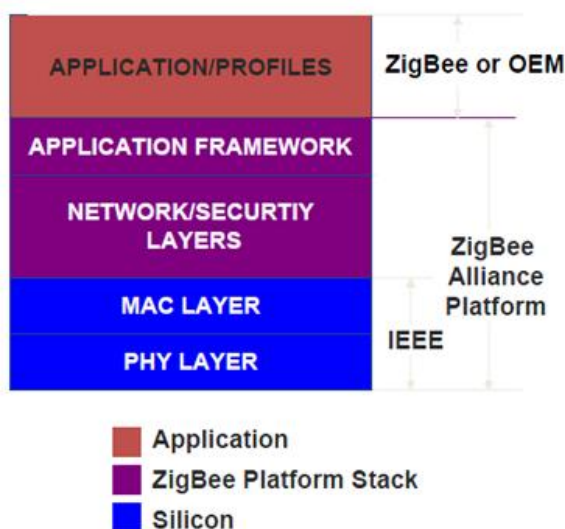 APPLICATION/PROFILES
ZigBee or OEM
APPLICATION FRAMEWORK
NETWORK/SECURTIY
LAYERS
ZigBee
Alliance
Platform
MAC LAYER
IEEE
PHY LAYER
Application
ZigBee Platform Stack
Silicon